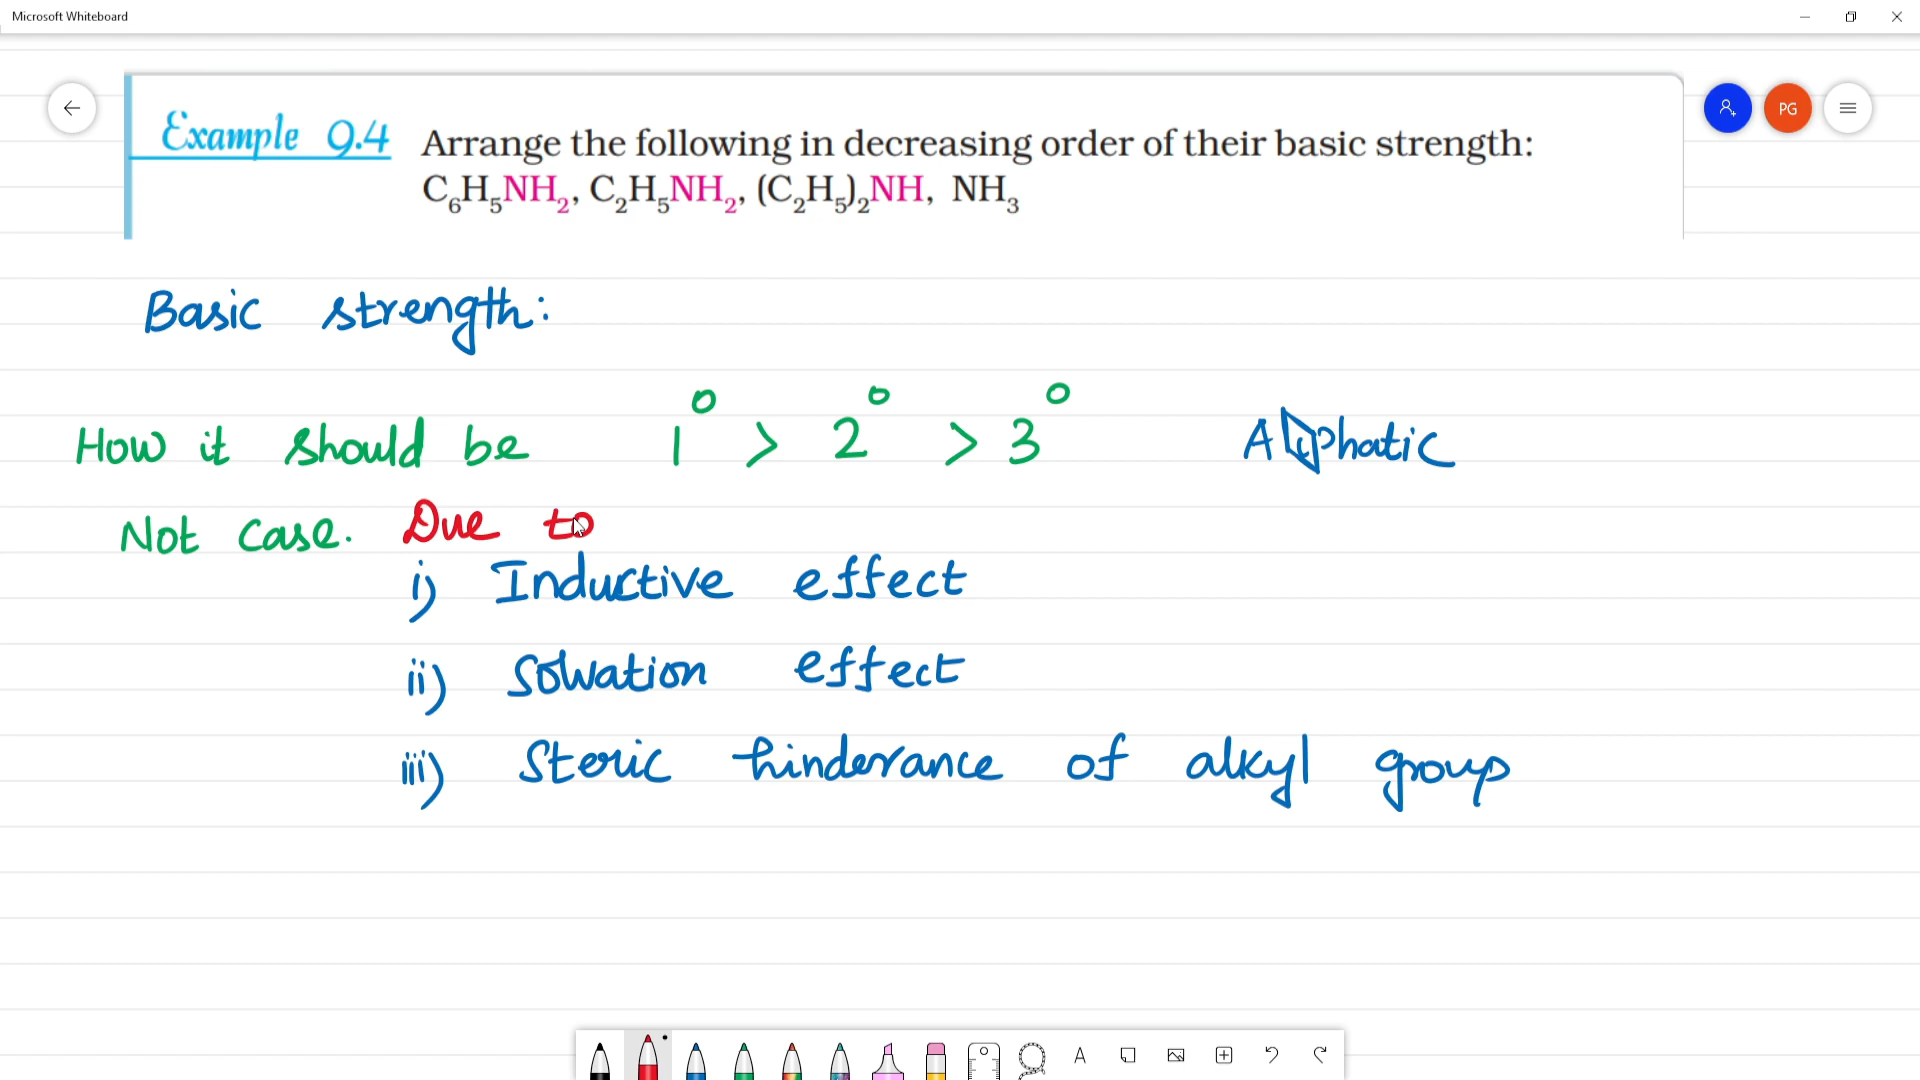 Microsoft Whiteboard
Example 9.4 Arrange the following in decreasing order of their basic strength:
C₆H₅NH₂, C₂H₅NH₂, (C₂H₅)₂NH, NH₃
PG
Basic strength:
How it should be 1° > 2° > 3° Aliphatic
Not case. Due to
i) Inductive effect
ii) Solvation effect
iii) Steric hinderance of alkyl group
A